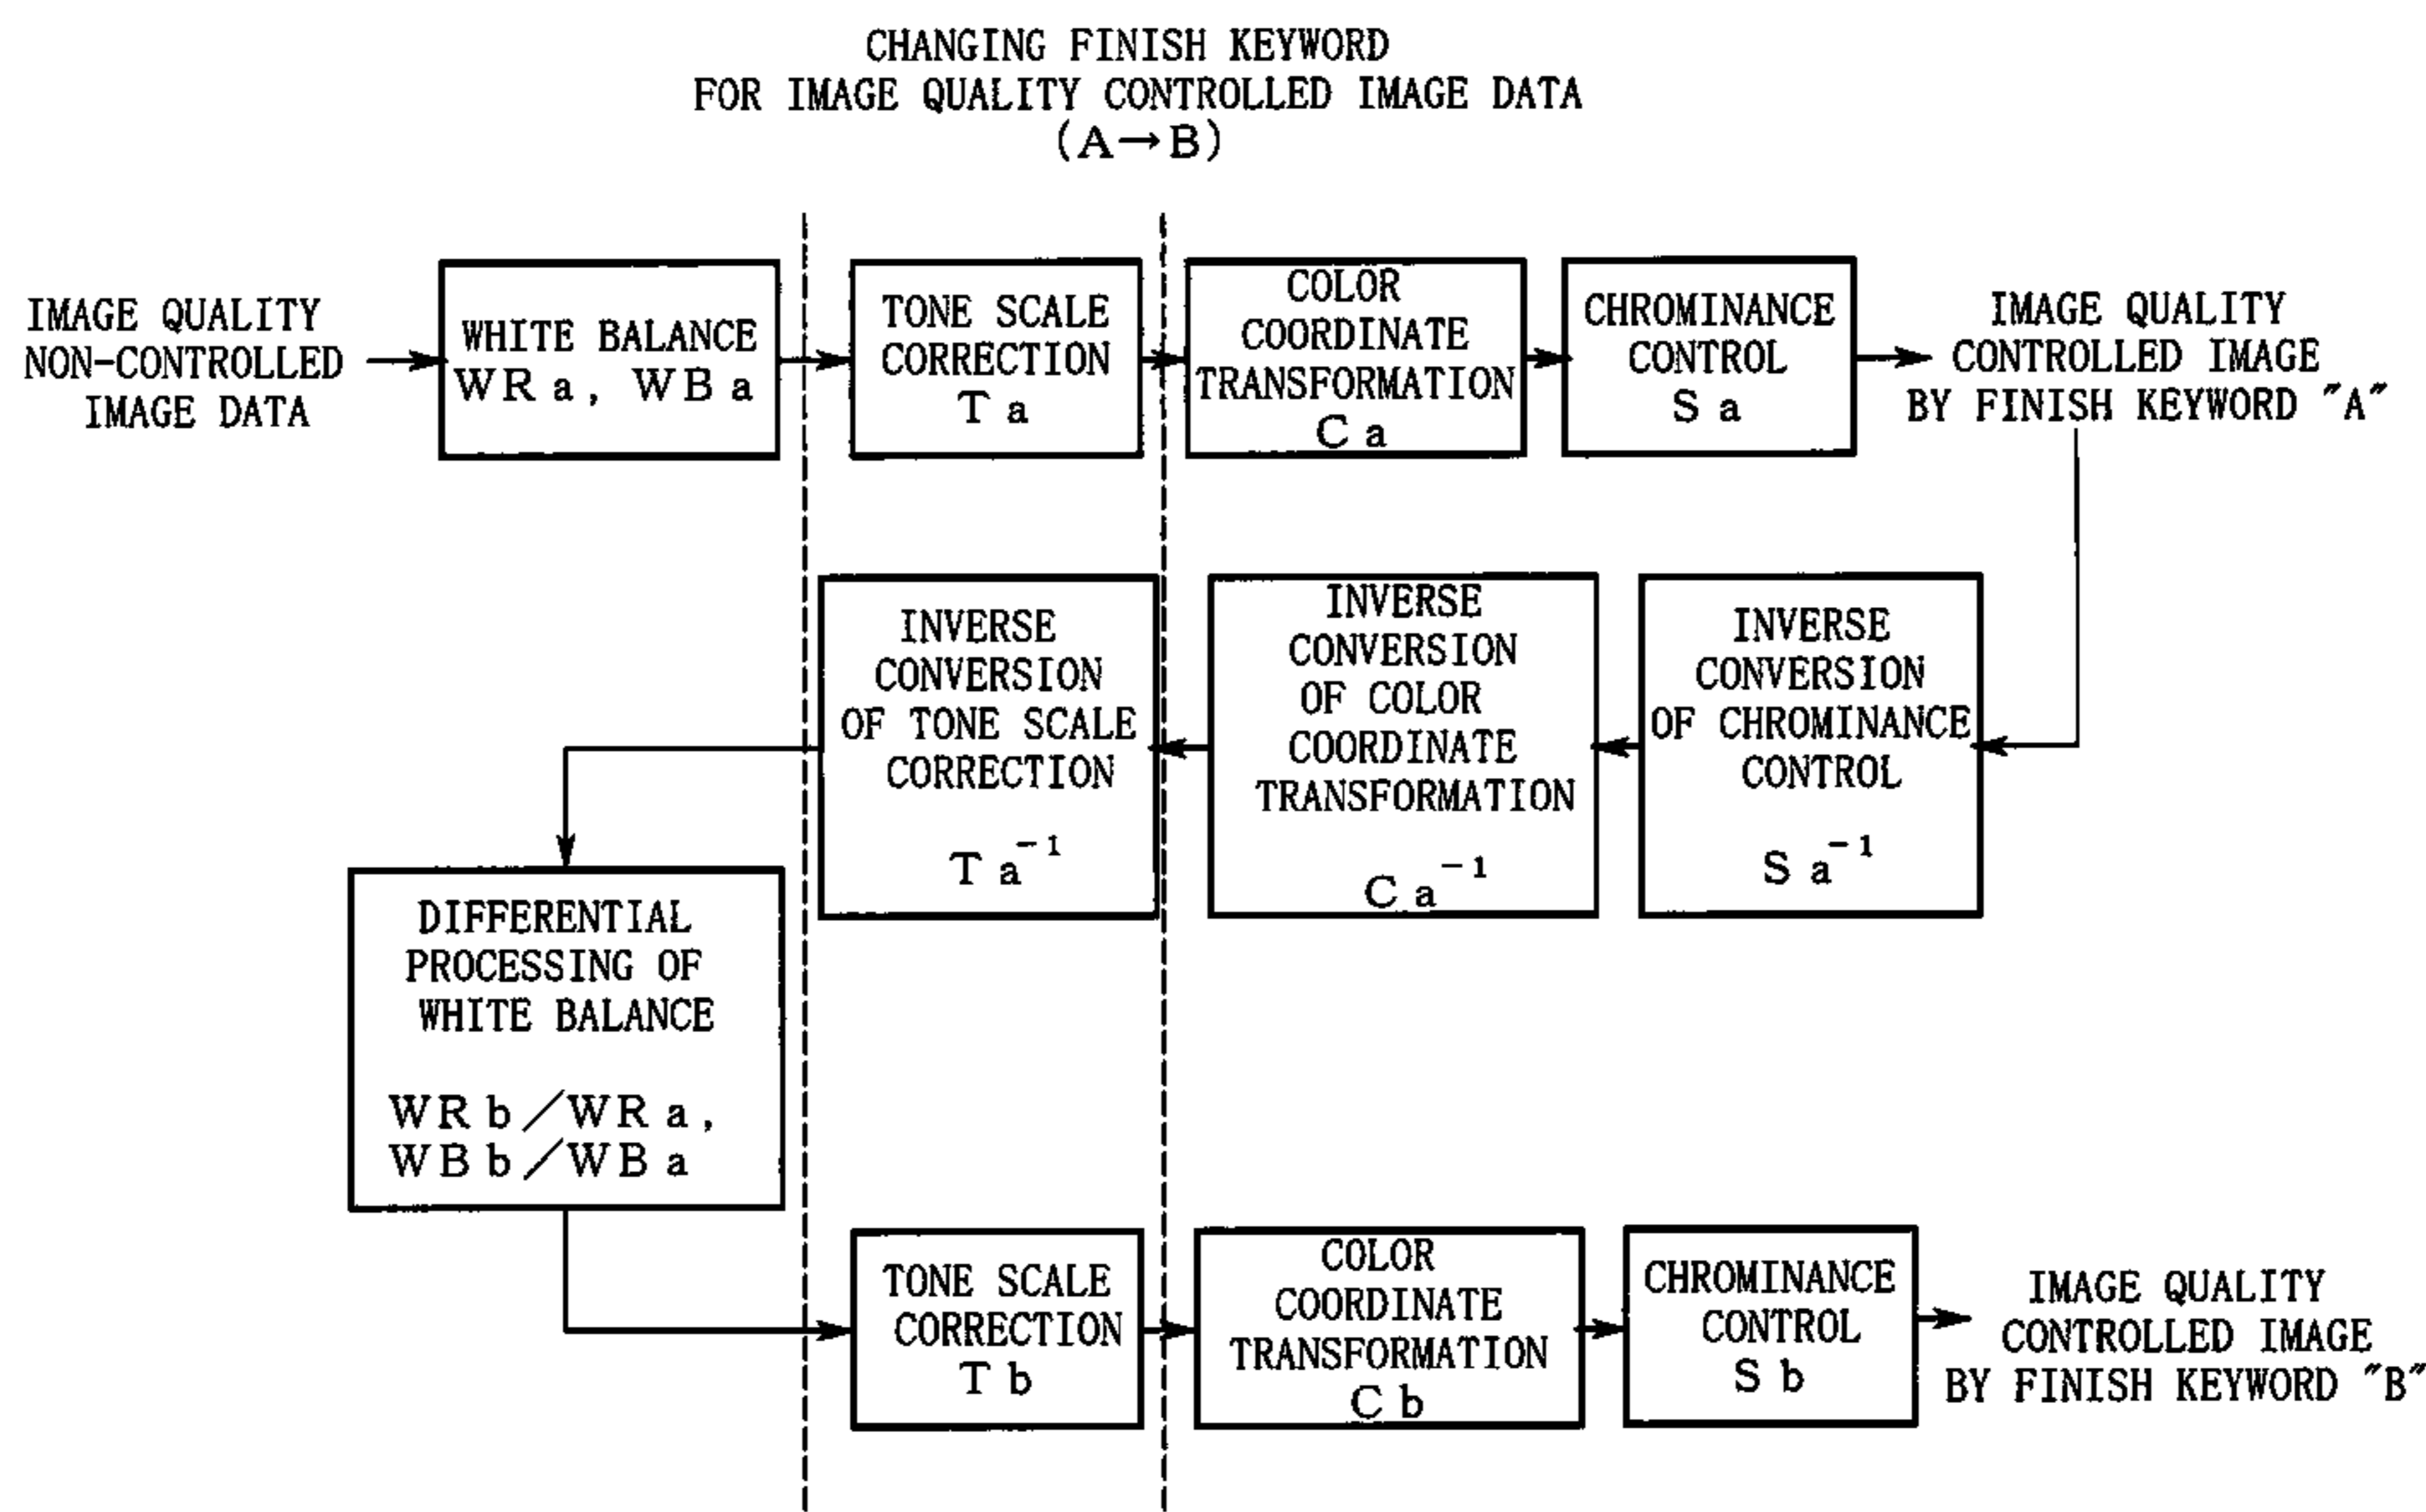 CHANGING FINISH KEYWORD
FOR IMAGE QUALITY CONTROLLED IMAGE DATA
(A→B)
IMAGE QUALITY
NON-CONTROLLED
IMAGE DATA
WHITE BALANCE
WRa, WBa
TONE SCALE
CORRECTION
Ta
COLOR
COORDINATE
TRANSFORMATION
Ca
CHROMINANCE
CONTROL
Sa
IMAGE QUALITY
CONTROLLED IMAGE
BY FINISH KEYWORD "A"
INVERSE
CONVERSION
OF CHROMINANCE
CONTROL
Sa⁻¹
INVERSE
CONVERSION
OF COLOR
COORDINATE
TRANSFORMATION
Ca⁻¹
INVERSE
CONVERSION
OF TONE SCALE
CORRECTION
Ta⁻¹
DIFFERENTIAL
PROCESSING OF
WHITE BALANCE
WRb/WRa,
WBb/WBa
TONE SCALE
CORRECTION
Tb
COLOR
COORDINATE
TRANSFORMATION
Cb
CHROMINANCE
CONTROL
Sb
IMAGE QUALITY
CONTROLLED IMAGE
BY FINISH KEYWORD "B"